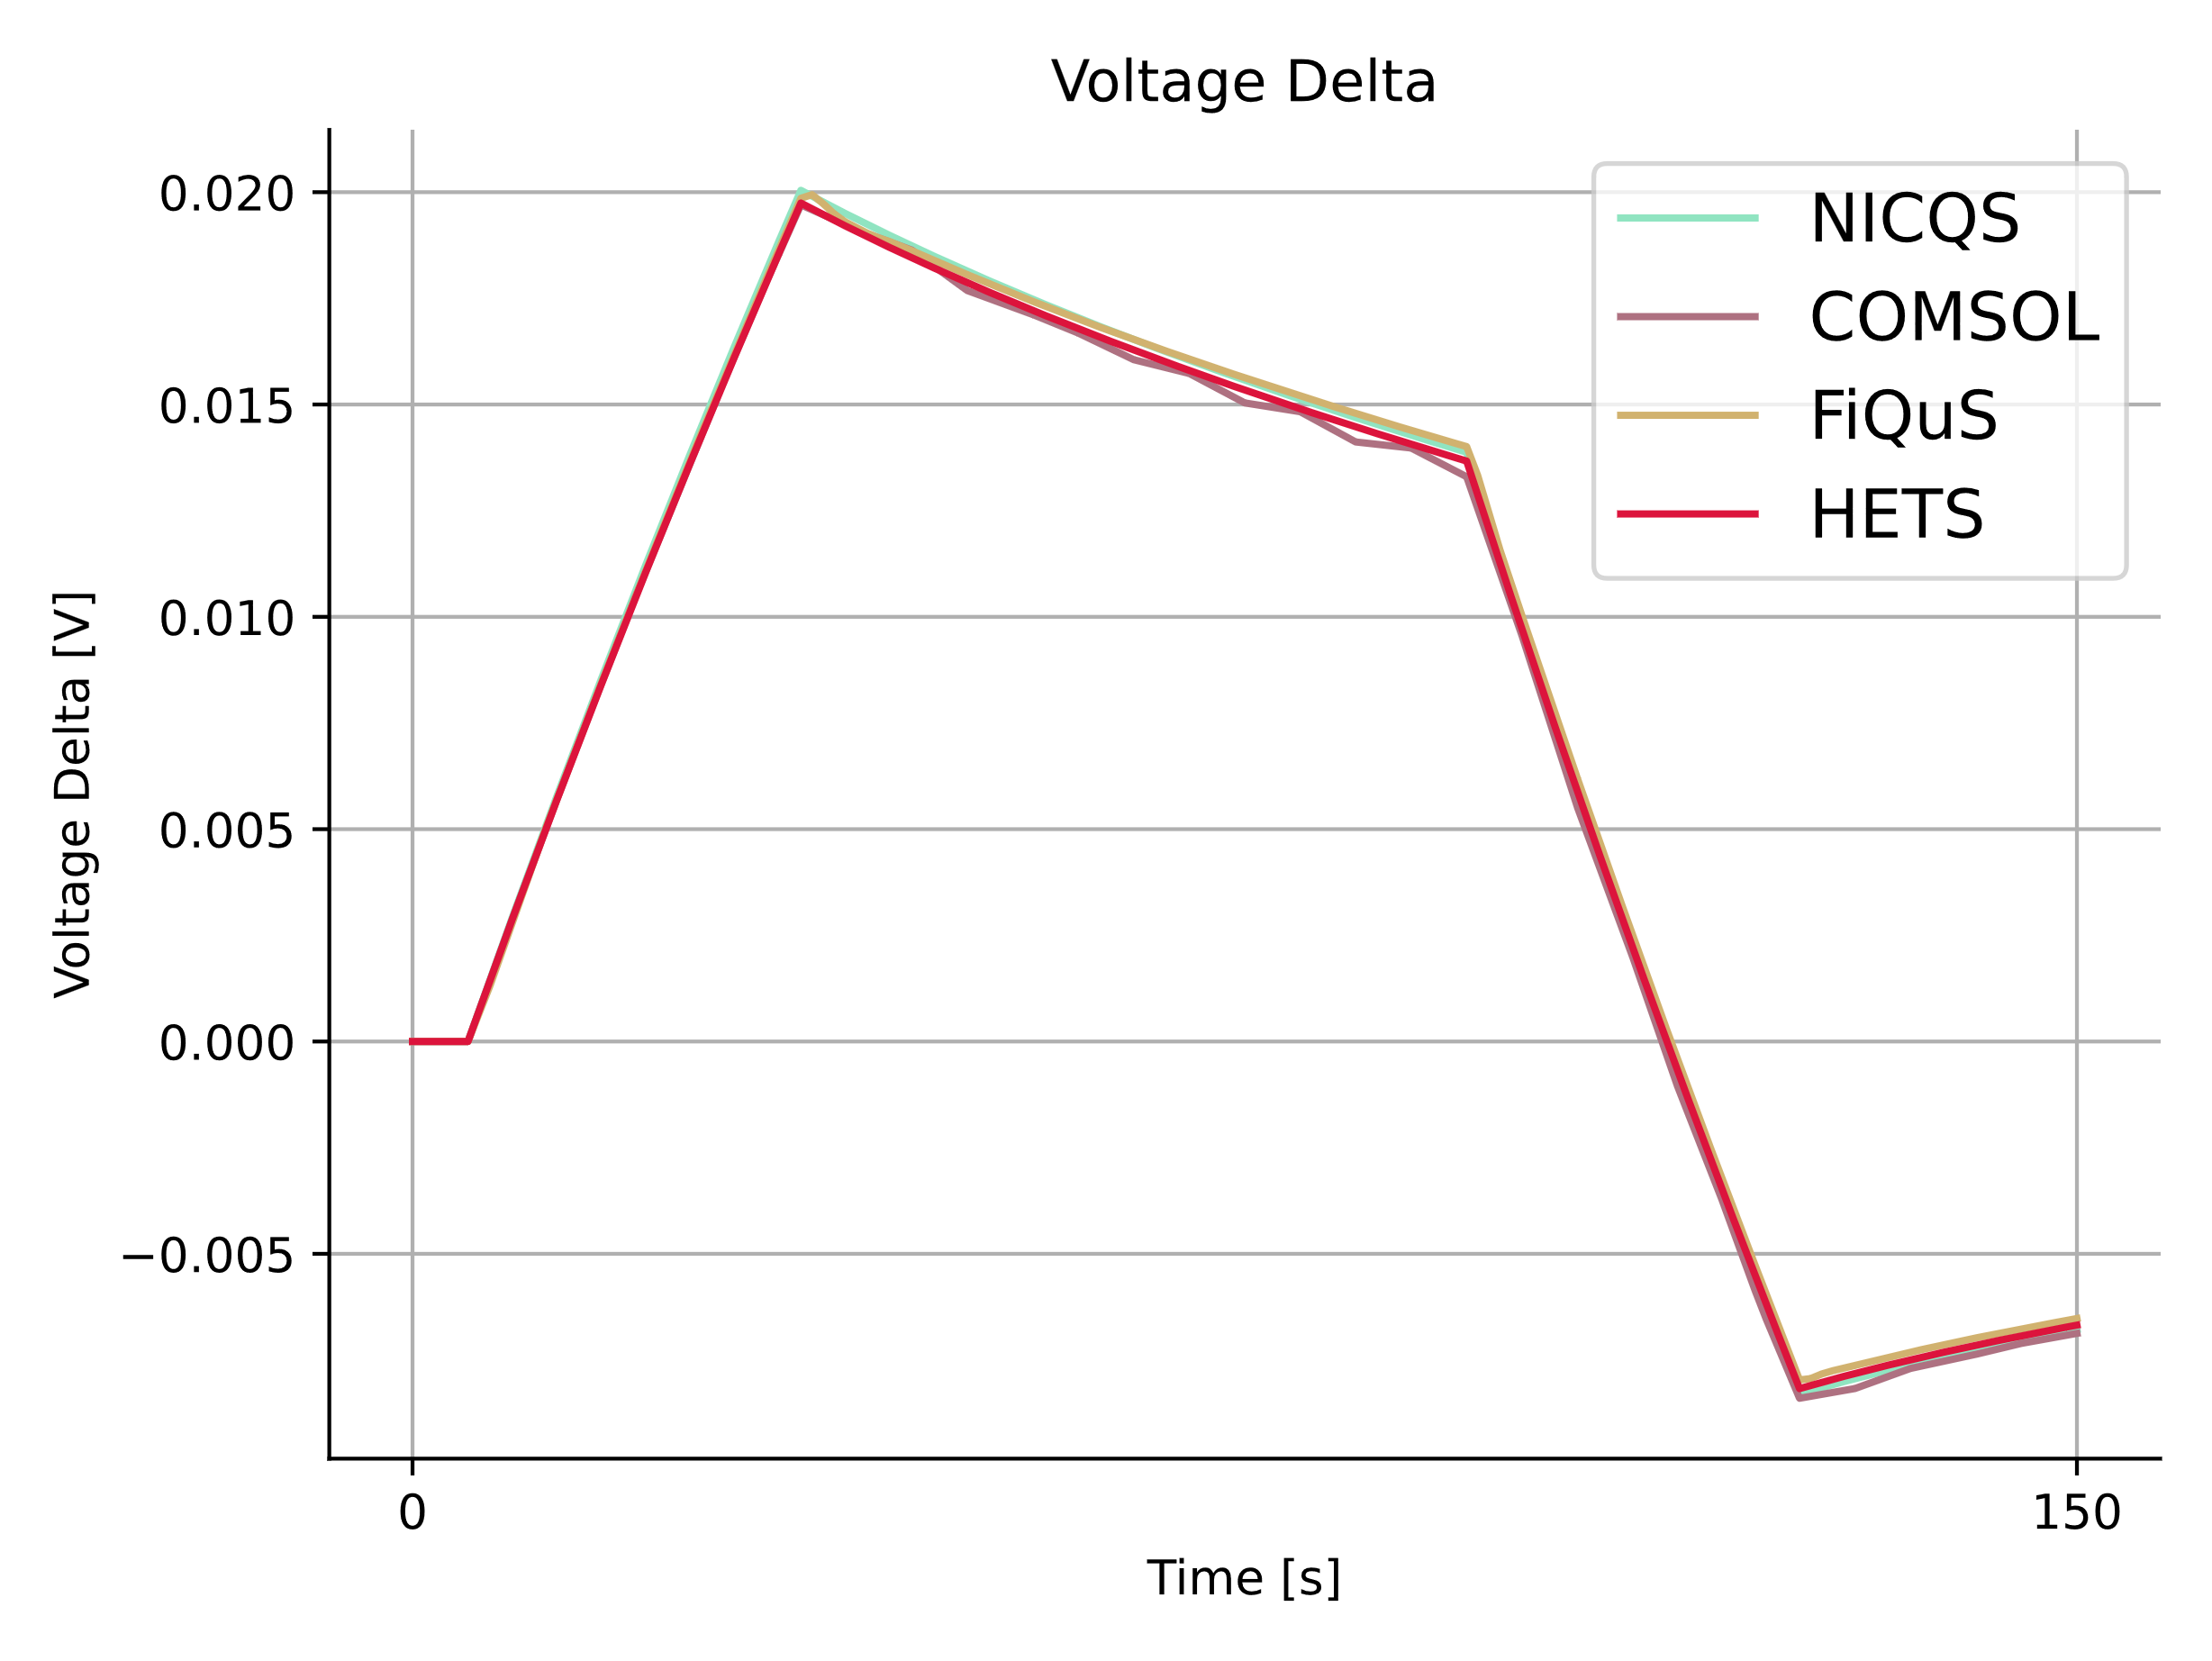 Voltage Delta
0.020
0.015
0.010
0.005
0.000
−0.005
Voltage Delta [V]
NICQS
COMSOL
FiQuS
HETS
0
150
Time [s]